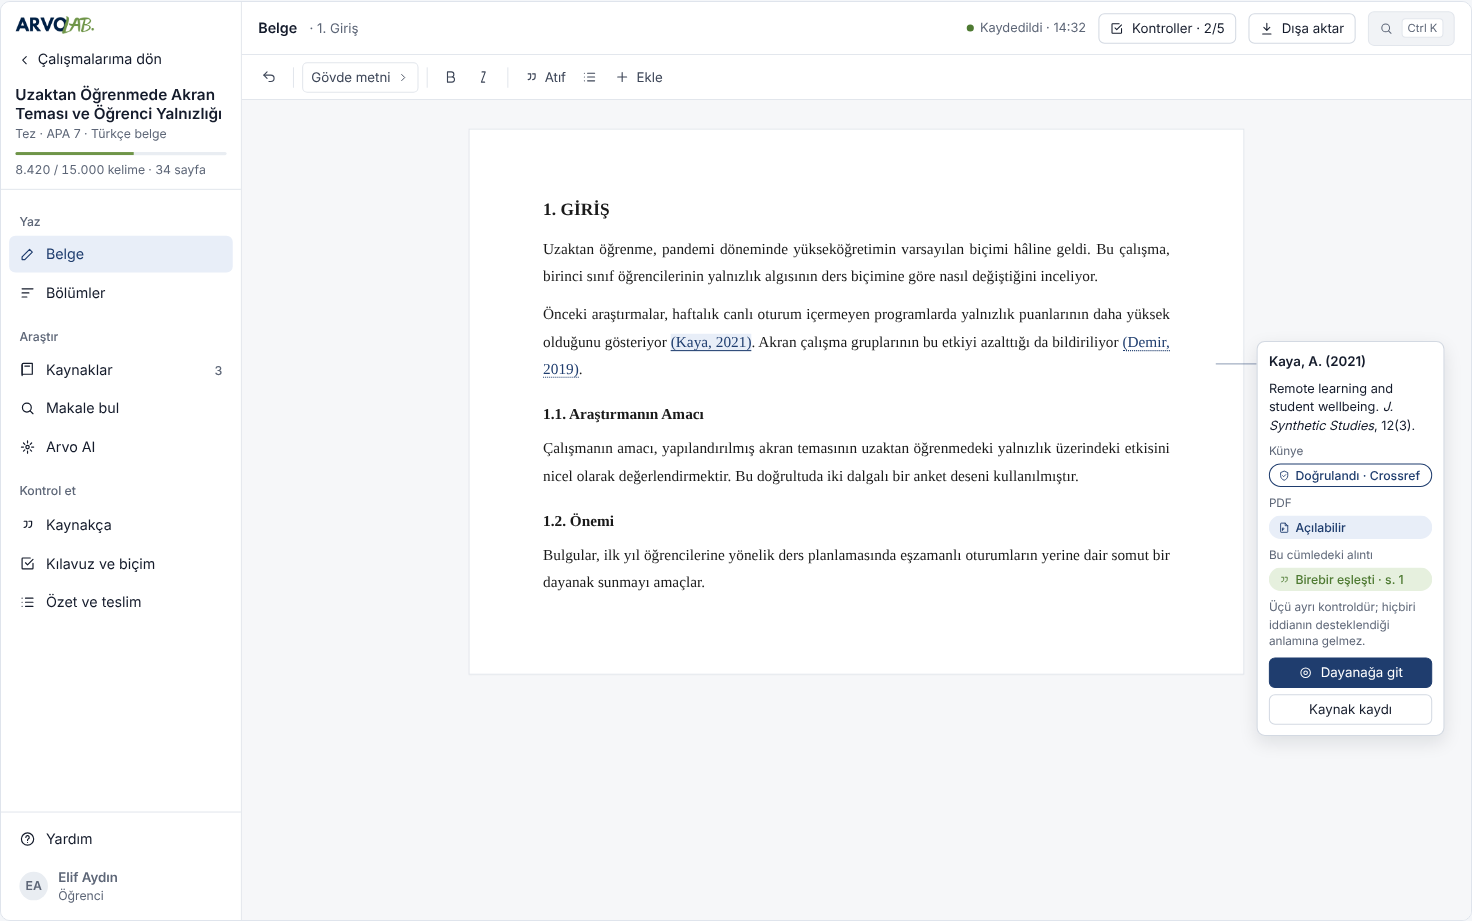 ARVOLAB.
Çalışmalarıma dön
Uzaktan Öğrenmede Akran
Teması ve Öğrenci Yalnızlığı
Tez · APA 7 · Türkçe belge
8.420 / 15.000 kelime · 34 sayfa
Yaz
Belge
Bölümler
Araştır
Kaynaklar 3
Makale bul
Arvo AI
Kontrol et
Kaynakça
Kılavuz ve biçim
Özet ve teslim
Yardım
EA
Elif Aydın
Öğrenci
Belge · 1. Giriş
Kaydedildi · 14:32
Kontroller · 2/5
Dışa aktar
Ctrl K
Gövde metni
B
I
Atıf
Ekle
1. GİRİŞ
Uzaktan öğrenme, pandemi döneminde yükseköğretimin varsayılan biçimi hâline geldi. Bu çalışma,
birinci sınıf öğrencilerinin yalnızlık algısının ders biçimine göre nasıl değiştiğini inceliyor.
Önceki araştırmalar, haftalık canlı oturum içermeyen programlarda yalnızlık puanlarının daha yüksek
olduğunu gösteriyor (Kaya, 2021). Akran çalışma gruplarının bu etkiyi azalttığı da bildiriliyor (Demir,
2019).
1.1. Araştırmanın Amacı
Çalışmanın amacı, yapılandırılmış akran temasının uzaktan öğrenmedeki yalnızlık üzerindeki etkisini
nicel olarak değerlendirmektir. Bu doğrultuda iki dalgalı bir anket deseni kullanılmıştır.
1.2. Önemi
Bulgular, ilk yıl öğrencilerine yönelik ders planlamasında eşzamanlı oturumların yerine dair somut bir
dayanak sunmayı amaçlar.
Kaya, A. (2021)
Remote learning and
student wellbeing. J.
Synthetic Studies, 12(3).
Künye
Doğrulandı · Crossref
PDF
Açılabilir
Bu cümledeki alıntı
Birebir eşleşti · s. 1
Üçü ayrı kontroldür; hiçbiri
iddianın desteklendiği
anlamına gelmez.
Dayanağa git
Kaynak kaydı